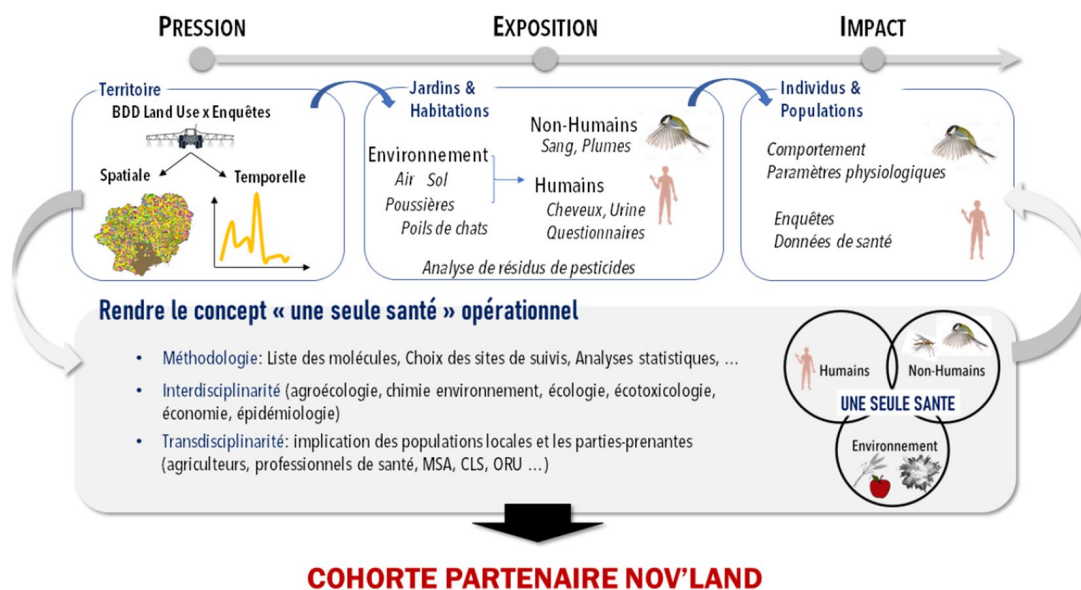 PRESSION
EXPOSITION
IMPACT
Territoire
BDD Land Use x Enquêtes
Spatiale
Temporelle
Jardins &
Habitations
Environnement
Air Sol
Poussières
Poils de chats
Non-Humains
Sang, Plumes
Humains
Cheveux, Urine
Questionnaires
Analyse de résidus de pesticides
Individus &
Populations
Comportement
Paramètres physiologiques
Enquêtes
Données de santé
Rendre le concept « une seule santé » opérationnel
• Méthodologie: Liste des molécules, Choix des sites de suivis, Analyses statistiques, …
• Interdisciplinarité (agroécologie, chimie environnement, écologie, écotoxicologie,
économie, épidémiologie)
• Transdisciplinarité: implication des populations locales et les parties-prenantes
(agriculteurs, professionnels de santé, MSA, CLS, ORU …)
Humains
Non-Humains
UNE SEULE SANTE
Environnement
COHORTE PARTENAIRE NOV'LAND